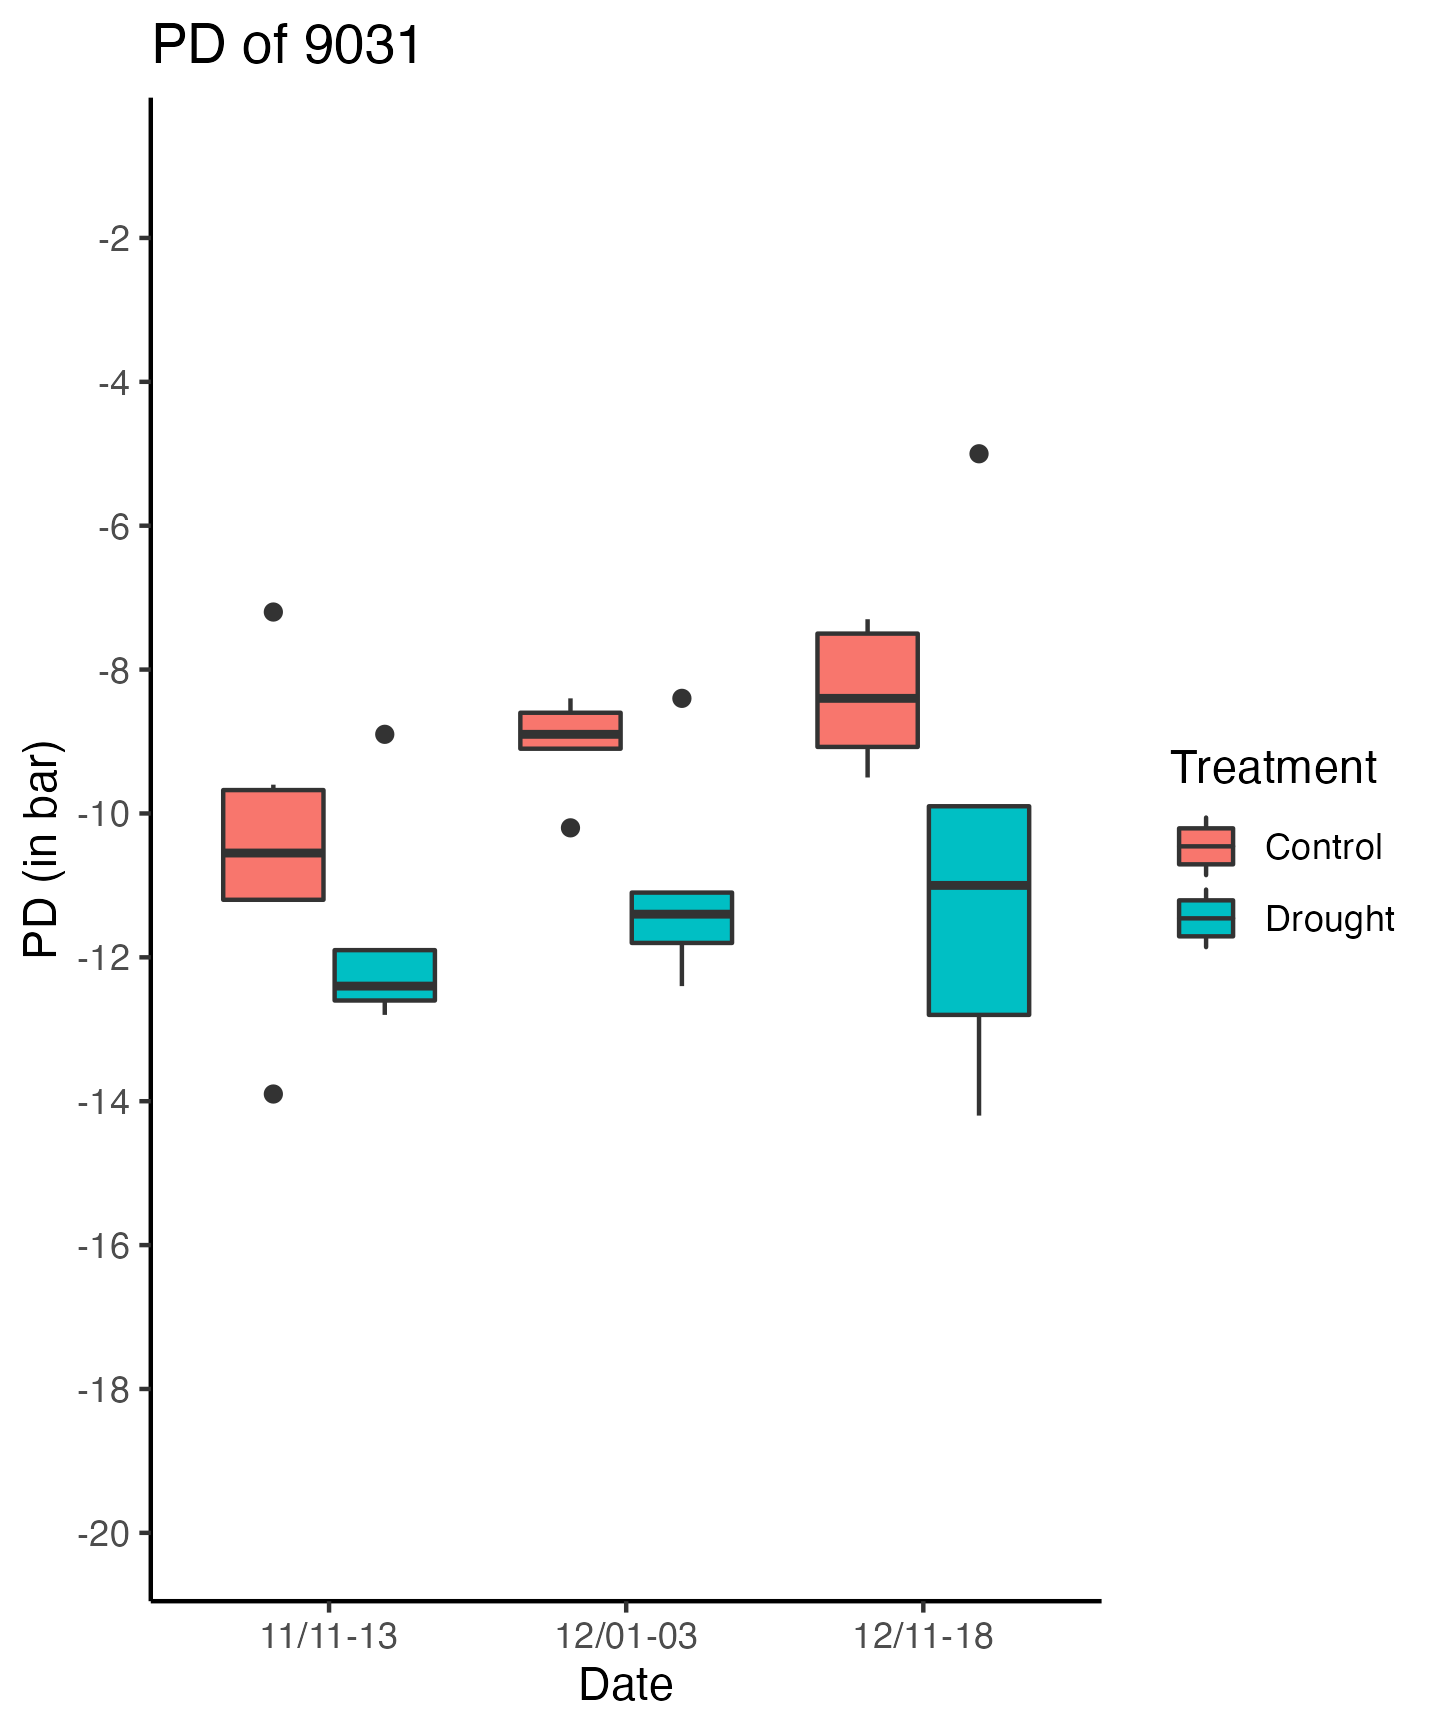 PD of 9031
PD (in bar)
-2
-4
-6
-8
-10
-12
-14
-16
-18
-20
11/11-13
12/01-03
12/11-18
Date
Treatment
Control
Drought